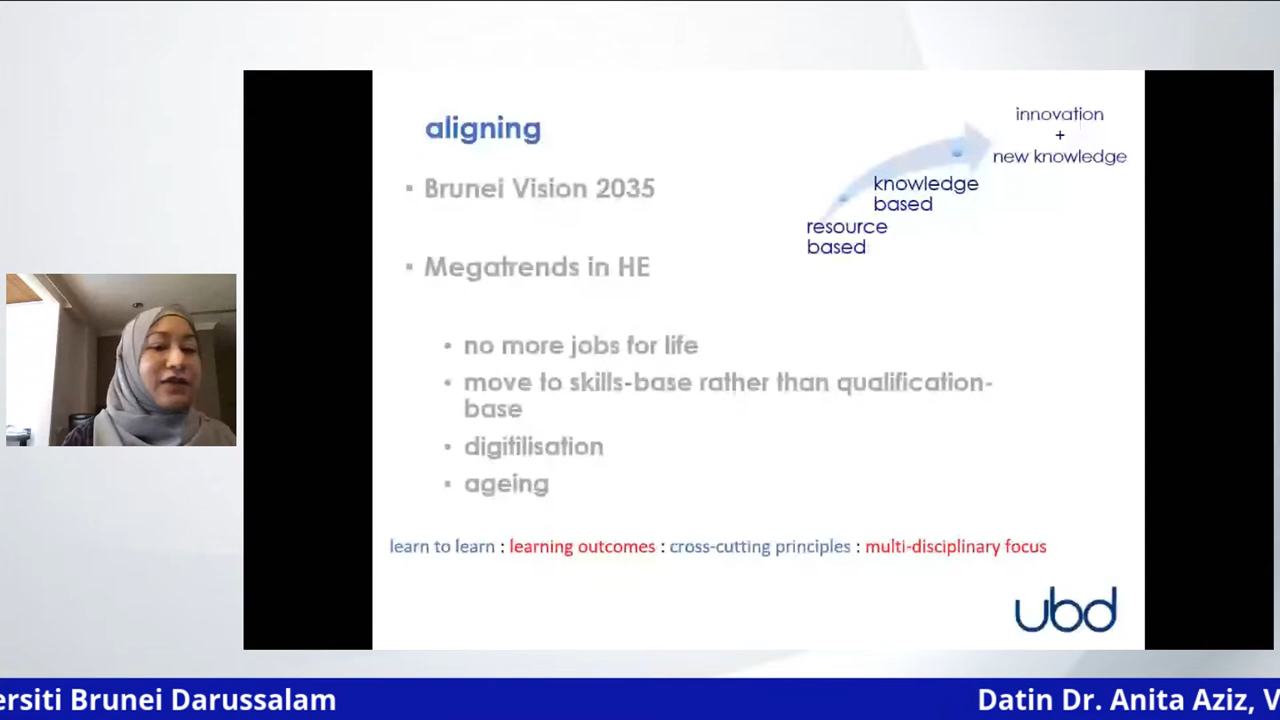 aligning
innovation
+
new knowledge
▪ Brunei Vision 2035
knowledge
based
resource
based
▪ Megatrends in HE
• no more jobs for life
• move to skills-base rather than qualification-
base
• digitilisation
• ageing
learn to learn : learning outcomes : cross-cutting principles : multi-disciplinary focus
ubd
ersiti Brunei Darussalam
Datin Dr. Anita Aziz, V